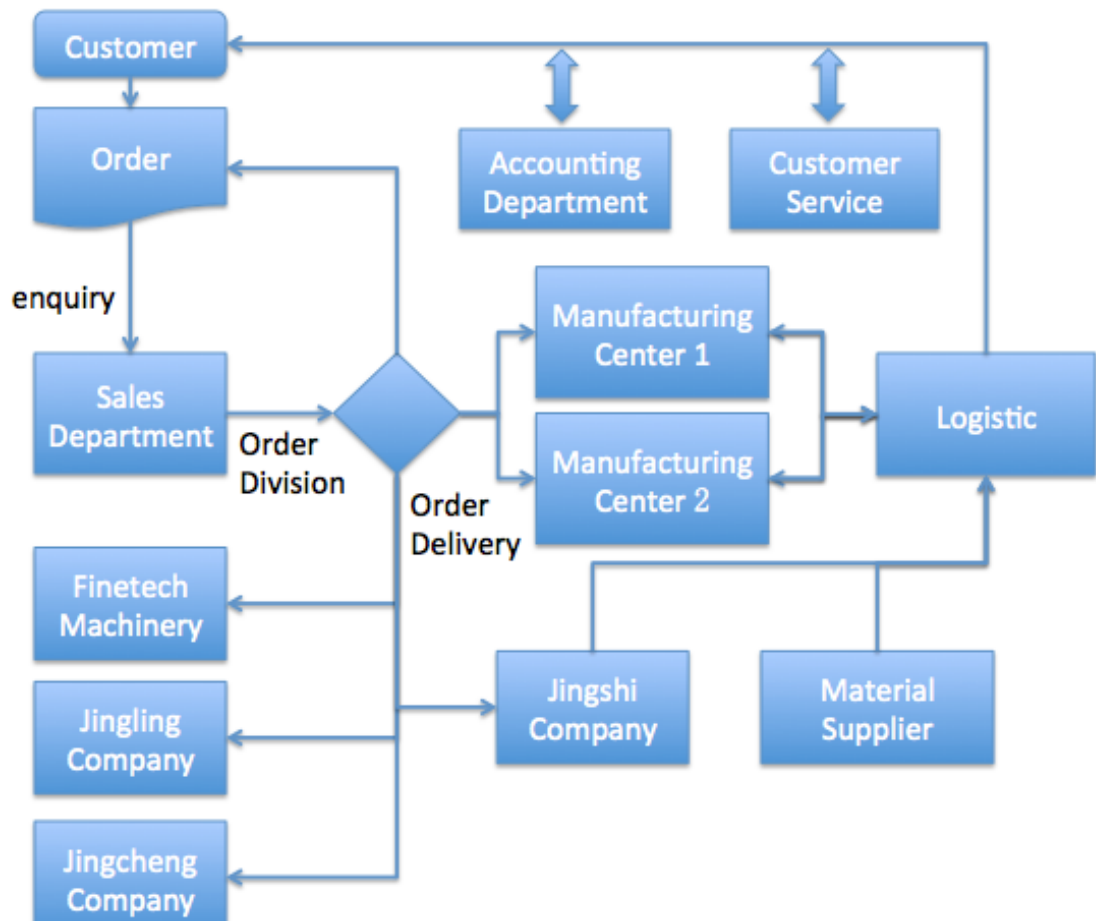 Customer
Order
Accounting
Department
Customer
Service
enquiry
Manufacturing
Center 1
Sales
Department
Order
Division
Logistic
Manufacturing
Center 2
Order
Delivery
Finetech
Machinery
Jingshi
Company
Material
Supplier
Jingling
Company
Jingcheng
Company